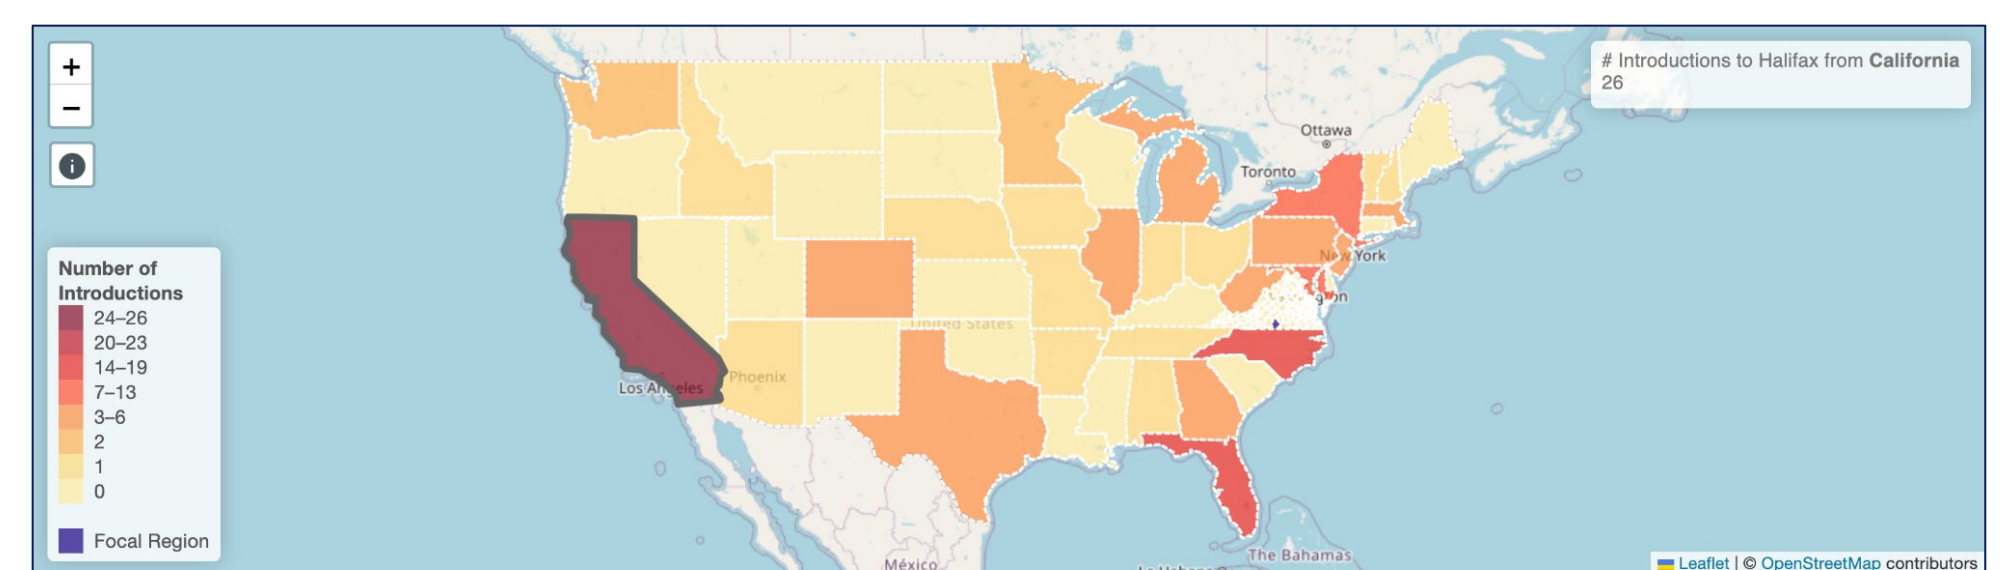 +
−
i
# Introductions to Halifax from California
26
Ottawa
Toronto
New York
United States
Phoenix
Los Angeles
Number of
Introductions
24–26
20–23
14–19
7–13
3–6
2
1
0
Focal Region
México
The Bahamas
Leaflet | © OpenStreetMap contributors